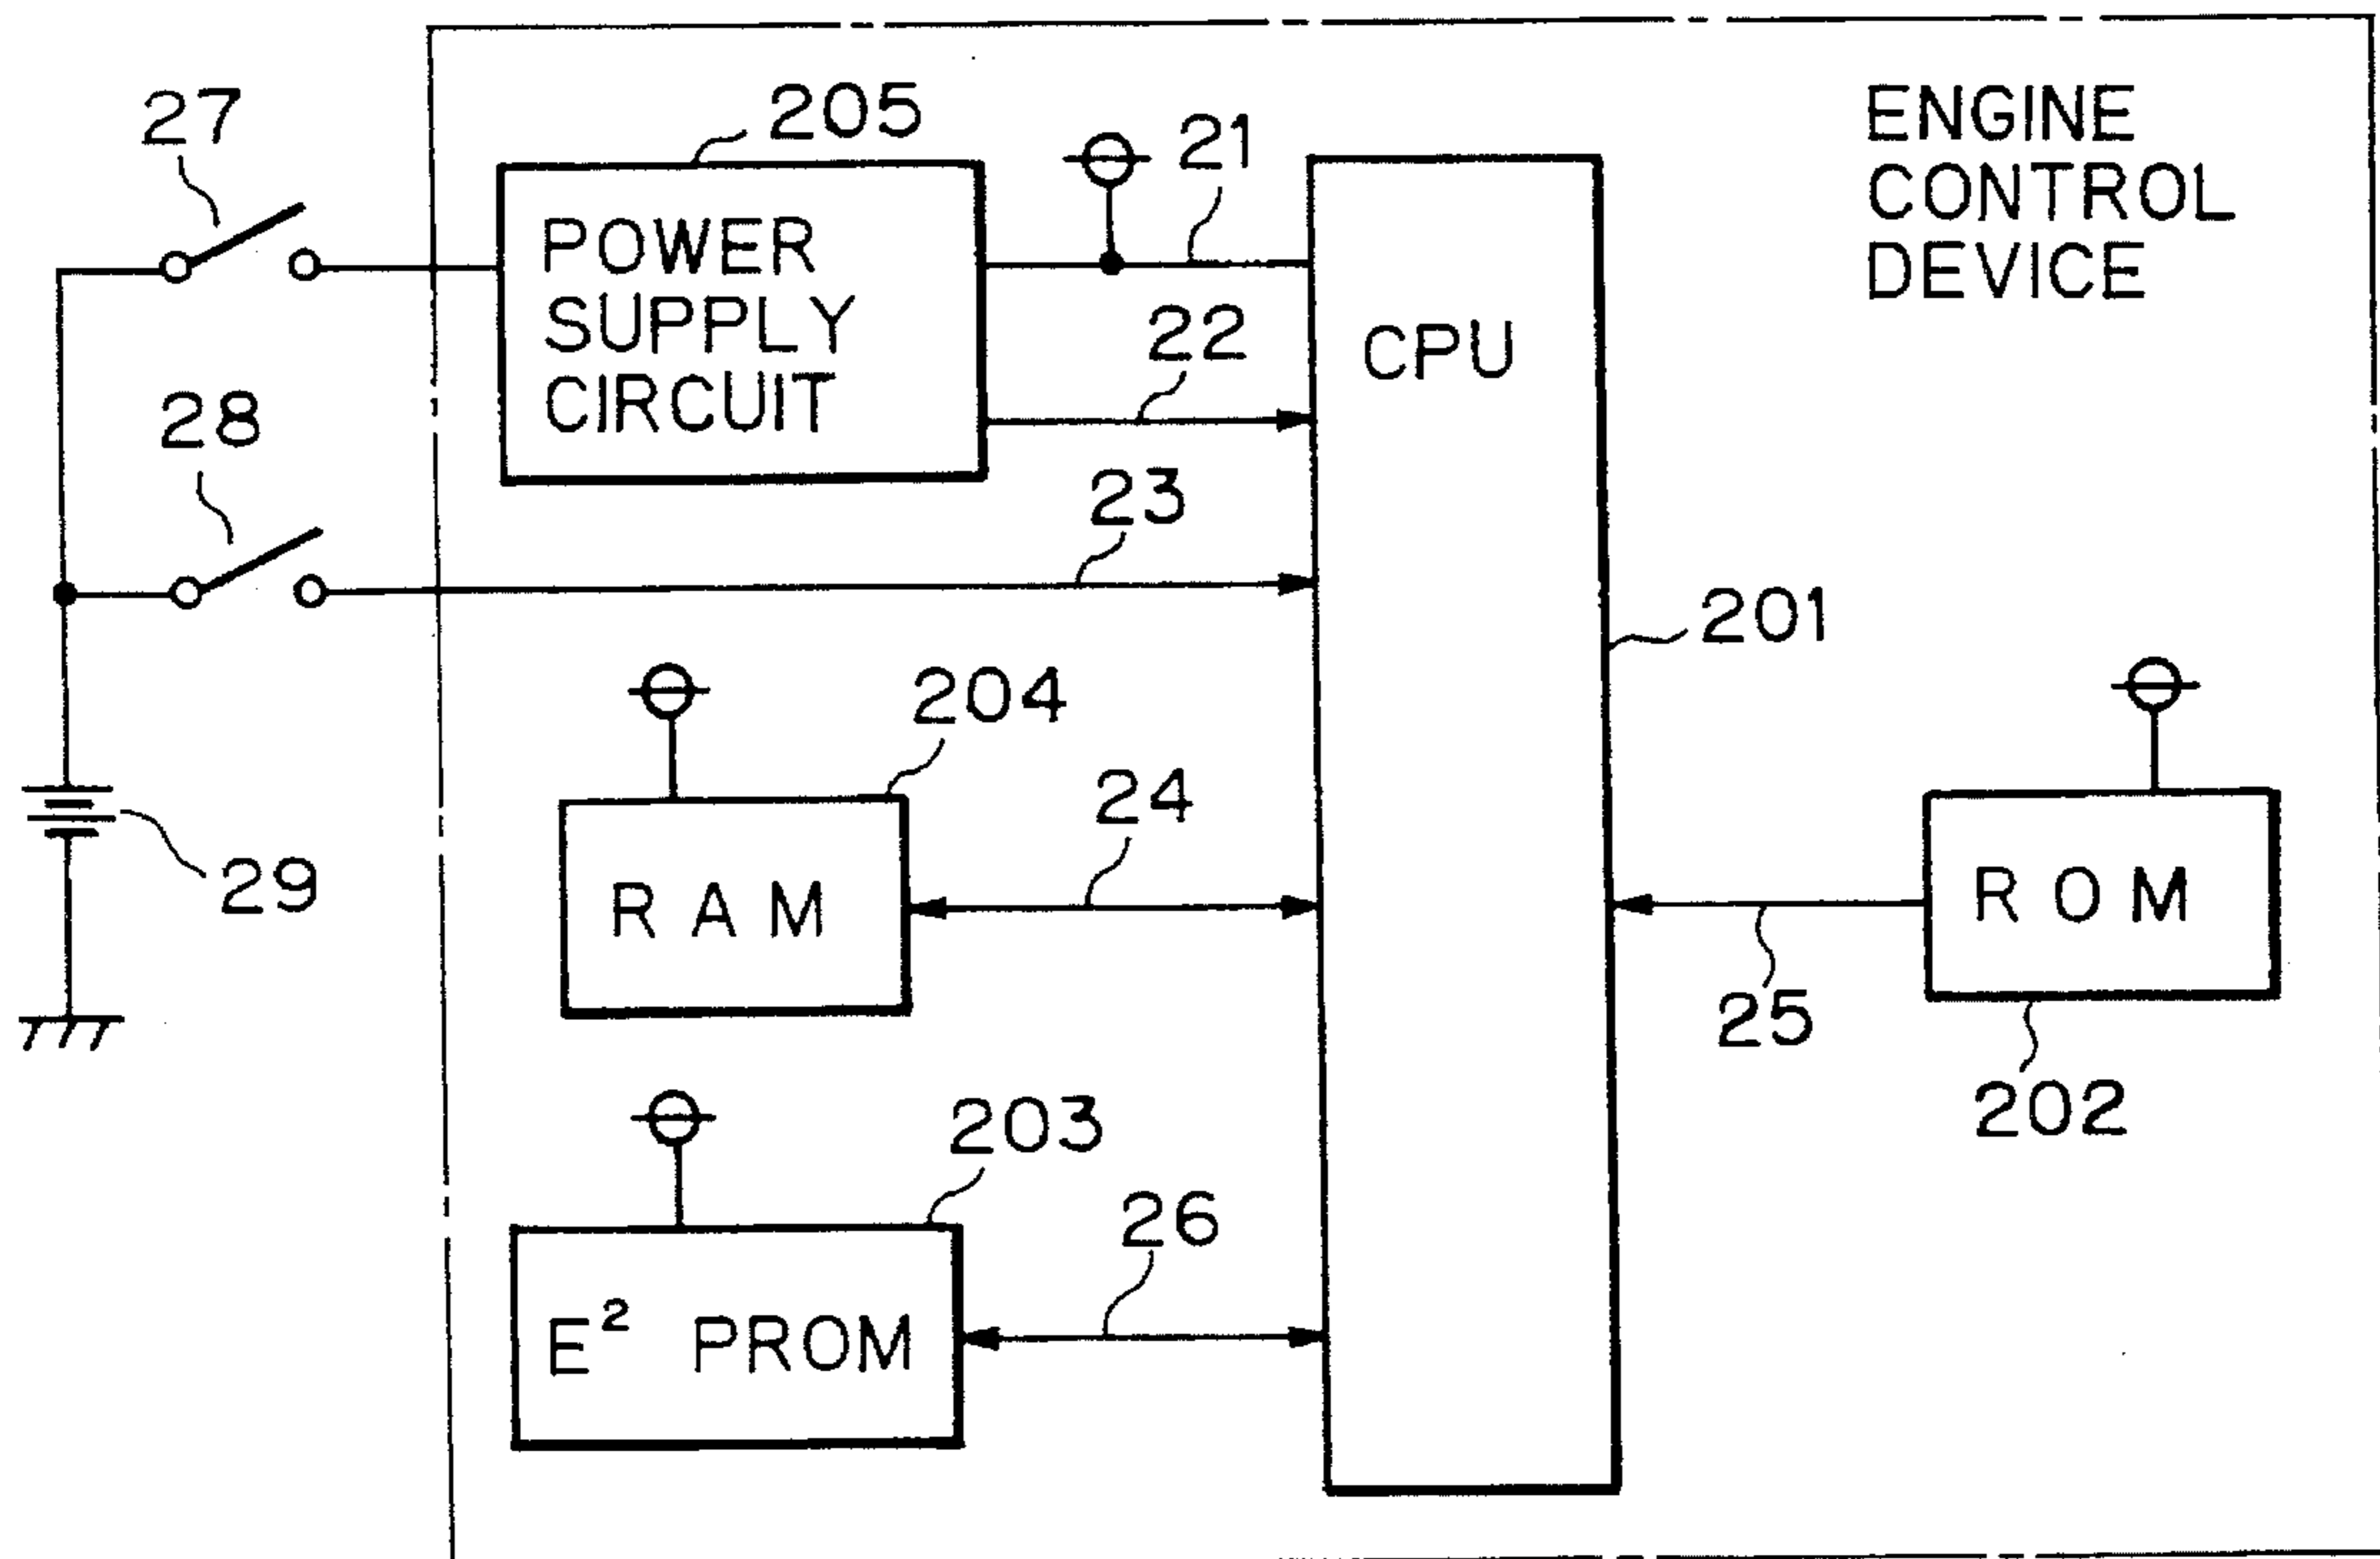 ENGINE
CONTROL
DEVICE
27
205
21
POWER
SUPPLY
CIRCUIT
CPU
22
28
23
201
204
24
29
RAM
ROM
25
202
203
26
E² PROM